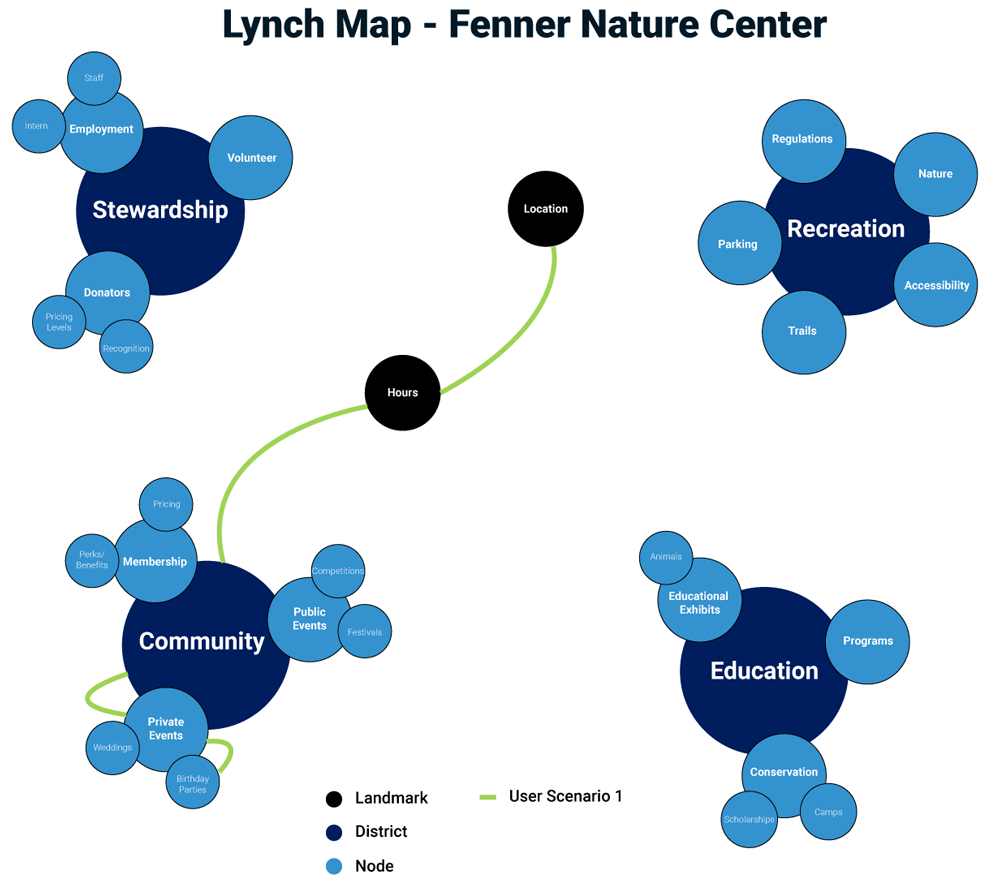 Lynch Map - Fenner Nature Center
Staff
Intern
Employment
Volunteer
Stewardship
Donators
Pricing
Levels
Recognition
Location
Hours
Regulations
Nature
Recreation
Parking
Accessibility
Trails
Pricing
Perks/
Benefits
Membership
Competitions
Public
Events
Festivals
Community
Private
Events
Weddings
Birthday
Parties
Animals
Educational
Exhibits
Programs
Education
Conservation
Scholarships
Camps
Landmark
User Scenario 1
District
Node